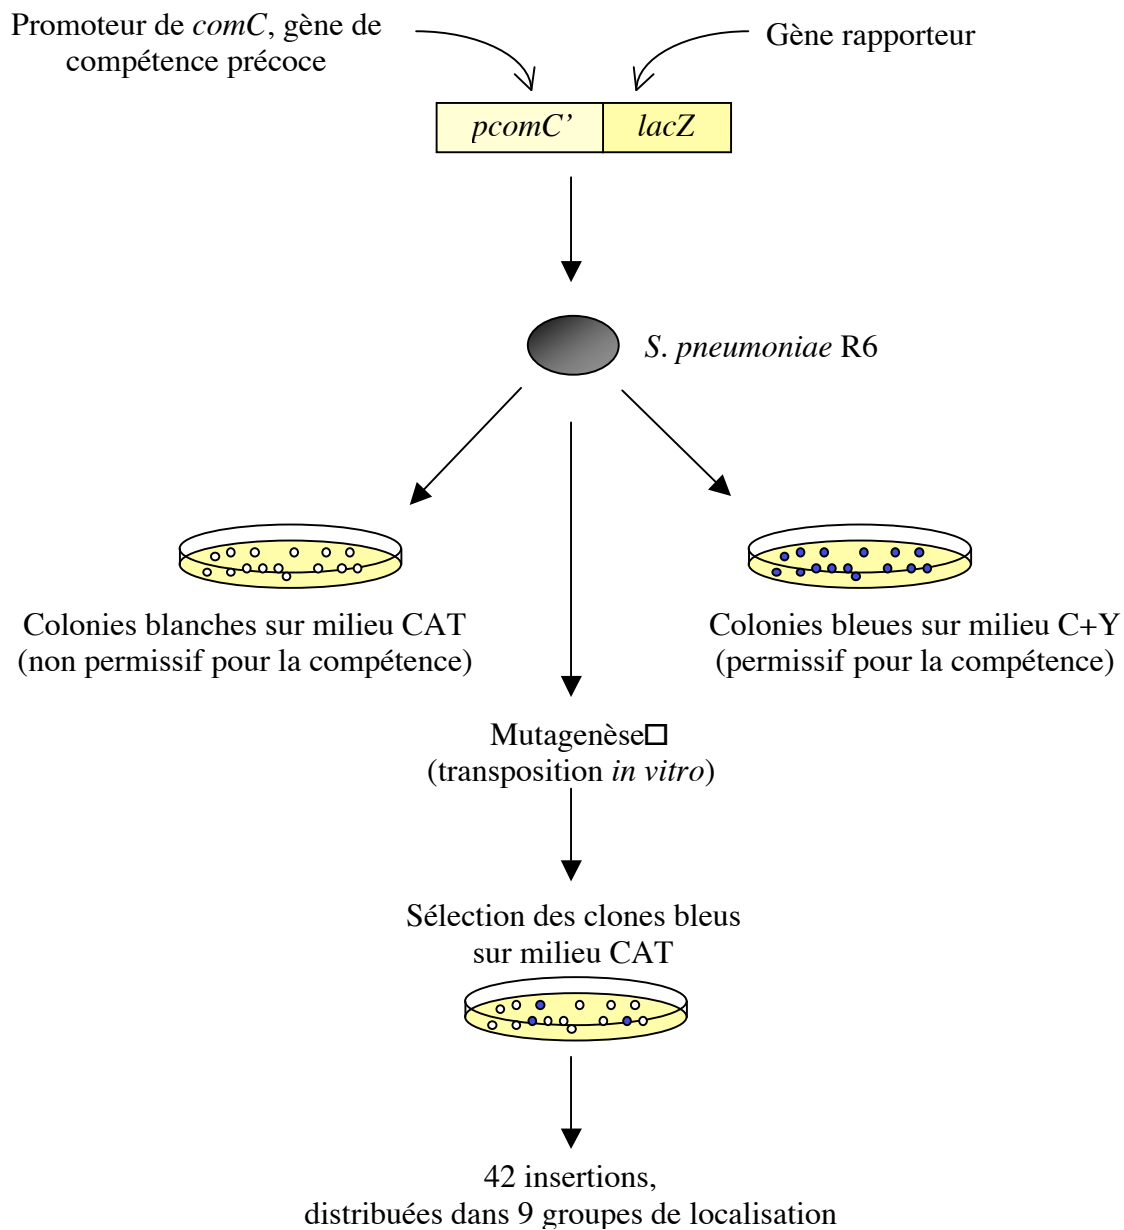 Promoteur de comC, gène de
compétence précoce
Gène rapporteur
pcomC’
lacZ
S. pneumoniae R6
Colonies blanches sur milieu CAT
(non permissif pour la compétence)
Colonies bleues sur milieu C+Y
(permissif pour la compétence)
Mutagenèse□
(transposition in vitro)
Sélection des clones bleus
sur milieu CAT
42 insertions,
distribuées dans 9 groupes de localisation